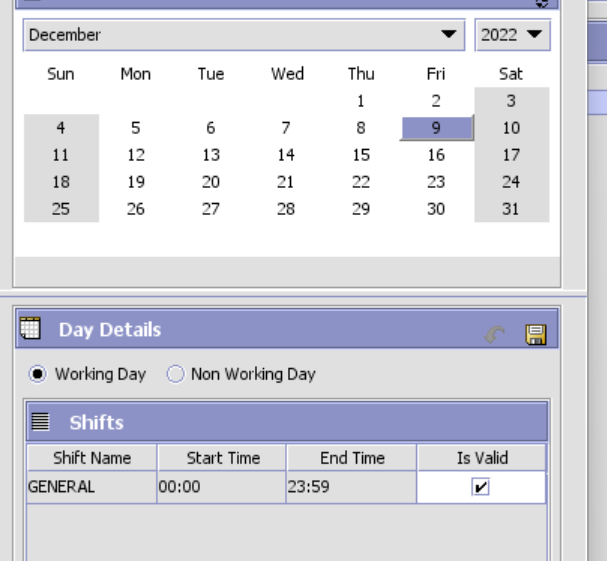 December 2022
Sun Mon Tue Wed Thu Fri Sat
1 2 3
4 5 6 7 8 9 10
11 12 13 14 15 16 17
18 19 20 21 22 23 24
25 26 27 28 29 30 31
Day Details
Working Day Non Working Day
Shifts
Shift Name Start Time End Time Is Valid
GENERAL 00:00 23:59